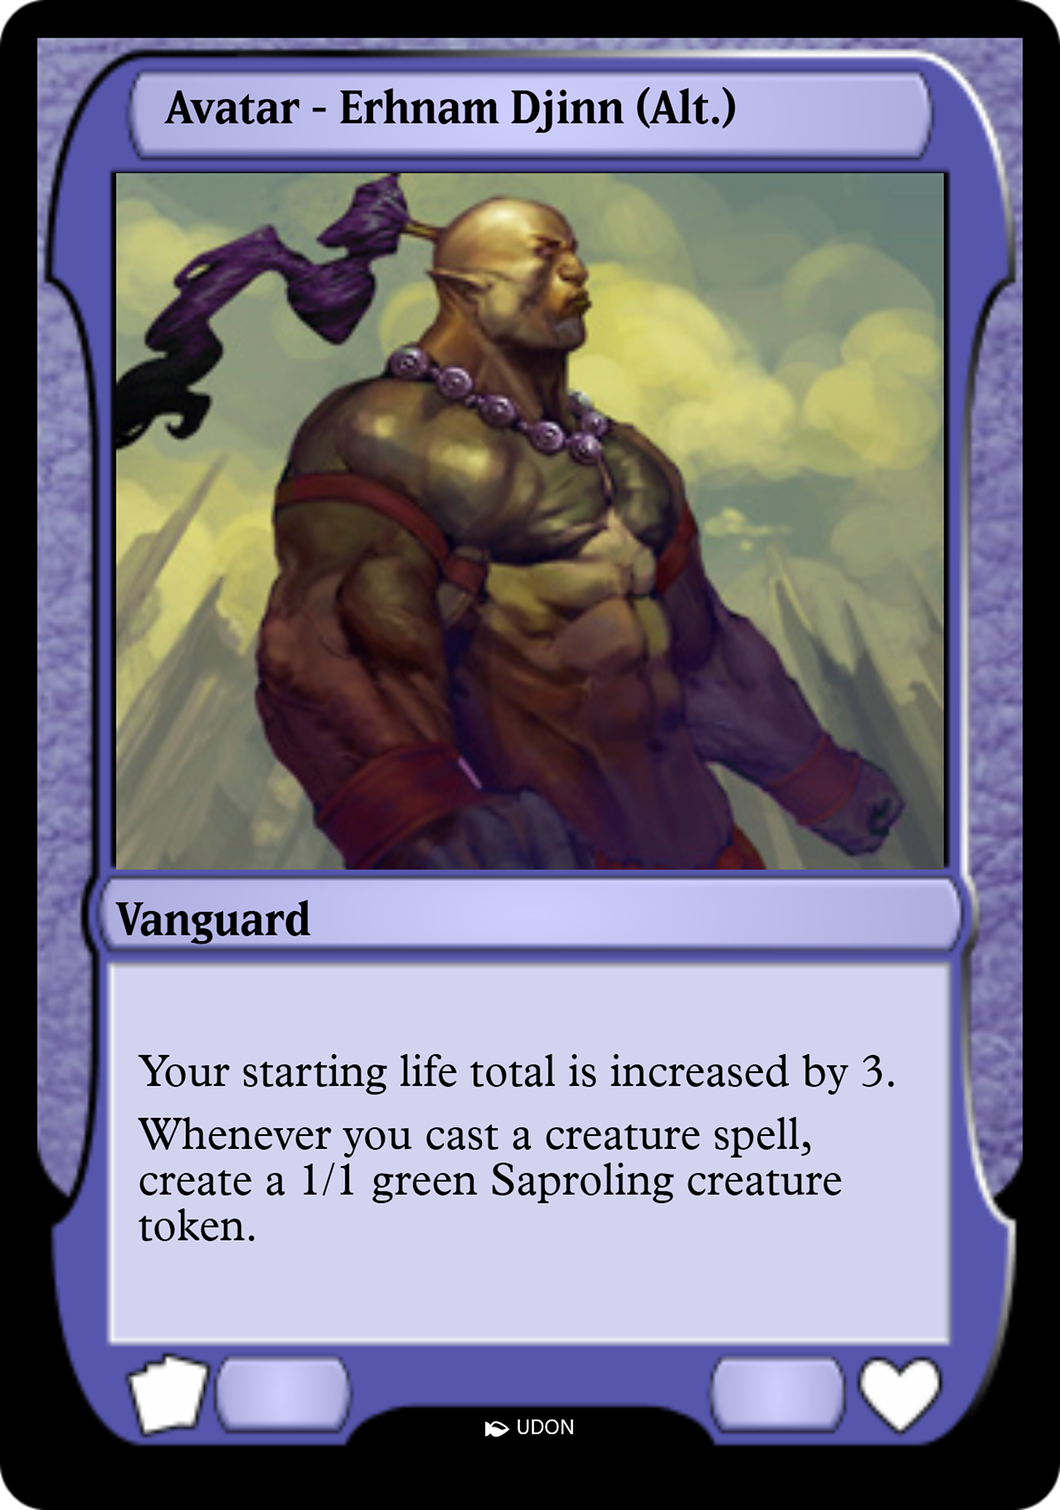 Avatar - Erhnam Djinn (Alt.)
Vanguard
Your starting life total is increased by 3.
Whenever you cast a creature spell,
create a 1/1 green Saproling creature
token.
UDON